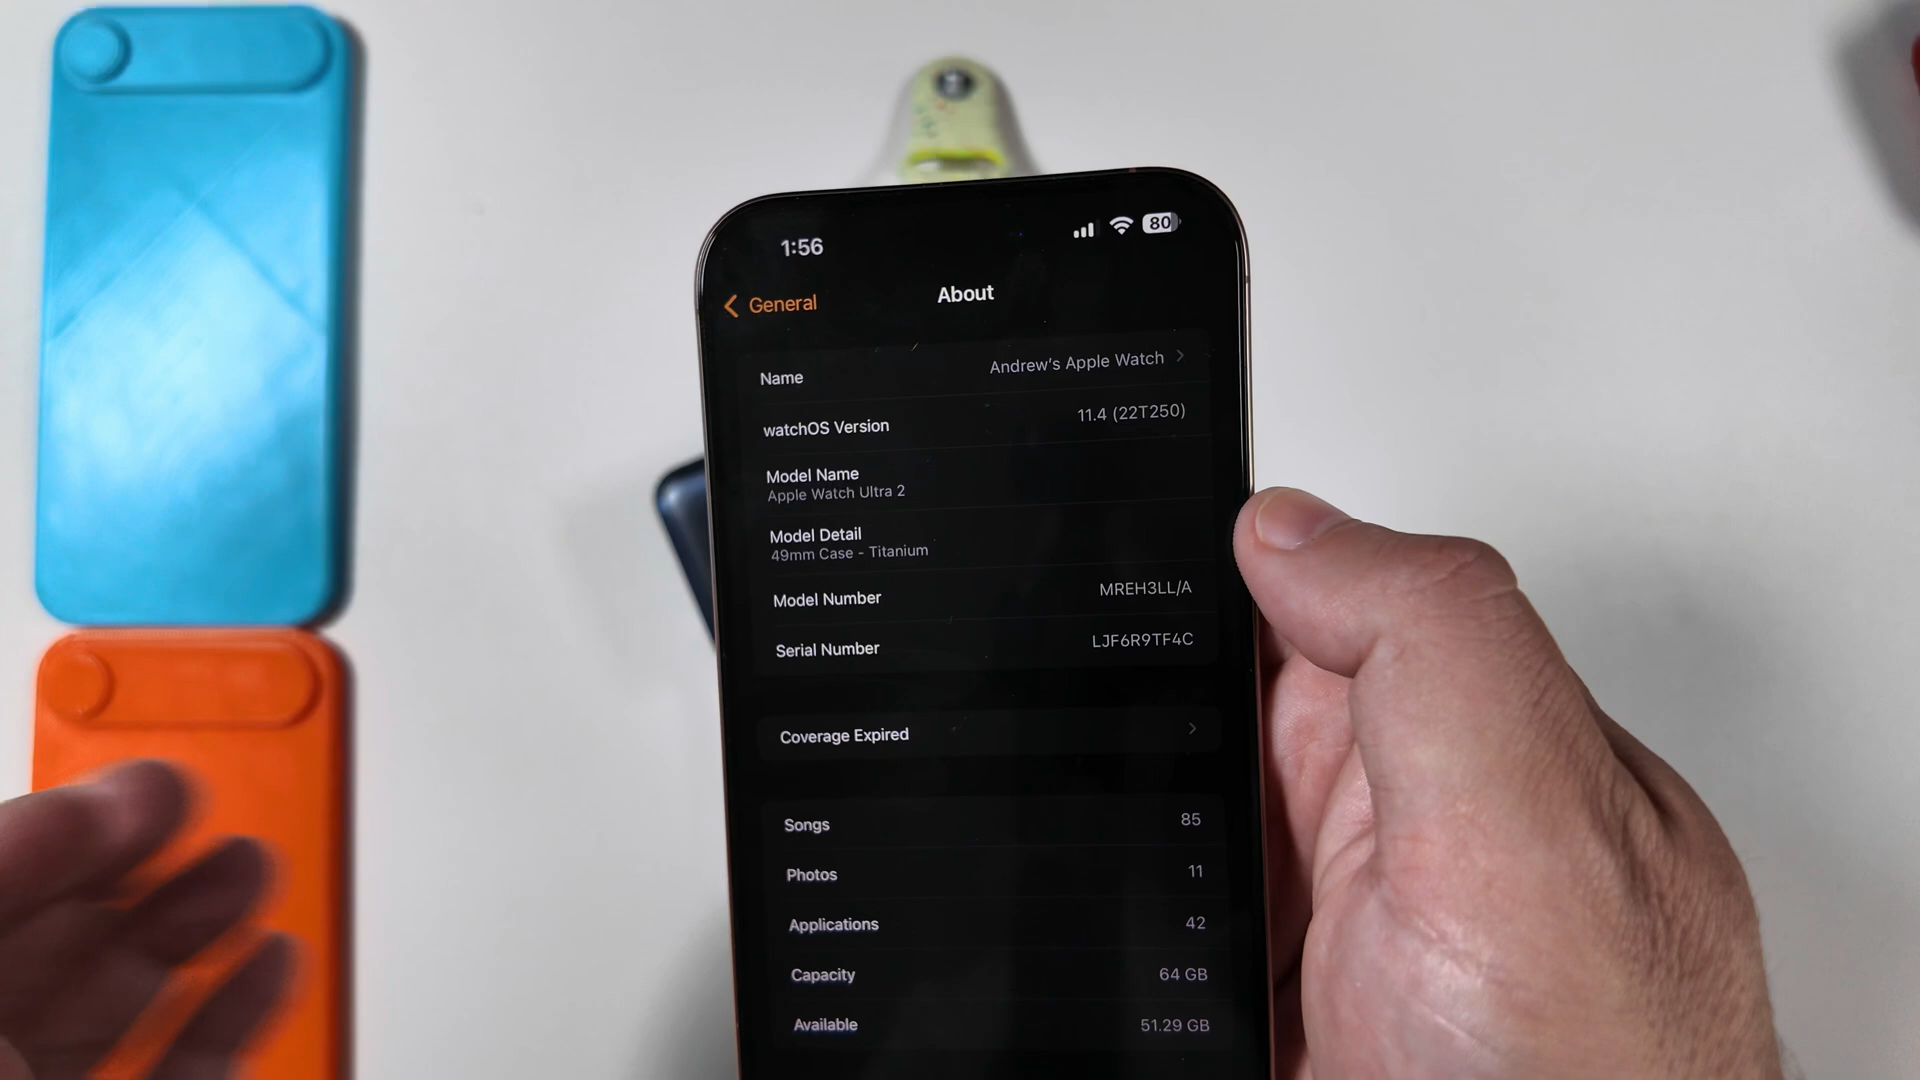 1:56
80
General
About
Name
Andrew's Apple Watch
watchOS Version
11.4 (22T250)
Model Name
Apple Watch Ultra 2
Model Detail
49mm Case - Titanium
Model Number
MREH3LL/A
Serial Number
LJF6R9TF4C
Coverage Expired
Songs
85
Photos
11
Applications
42
Capacity
64 GB
Available
51.29 GB